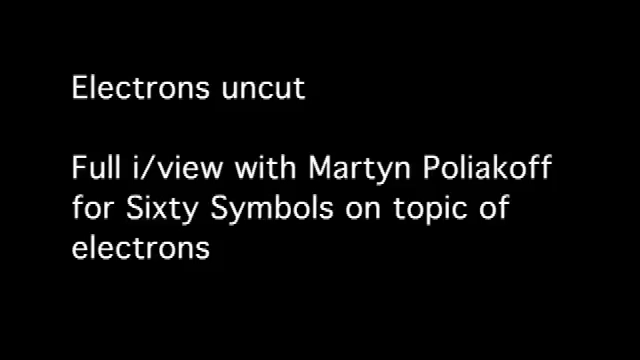 Electrons uncut
Full i/view with Martyn Poliakoff
for Sixty Symbols on topic of
electrons